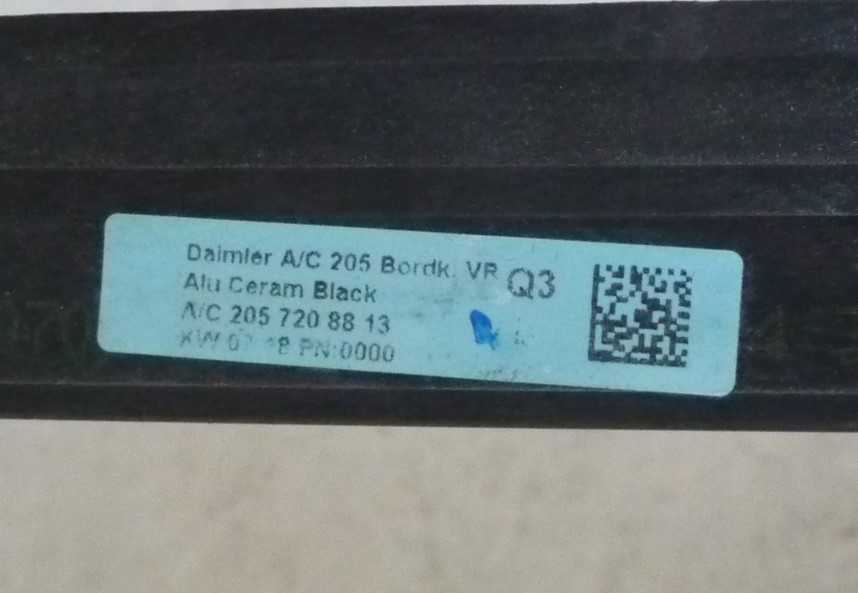 Daimler A/C 205 Bordk. VR Q3
Alu Ceram Black
A/C 205 720 88 13
KW PN:0000